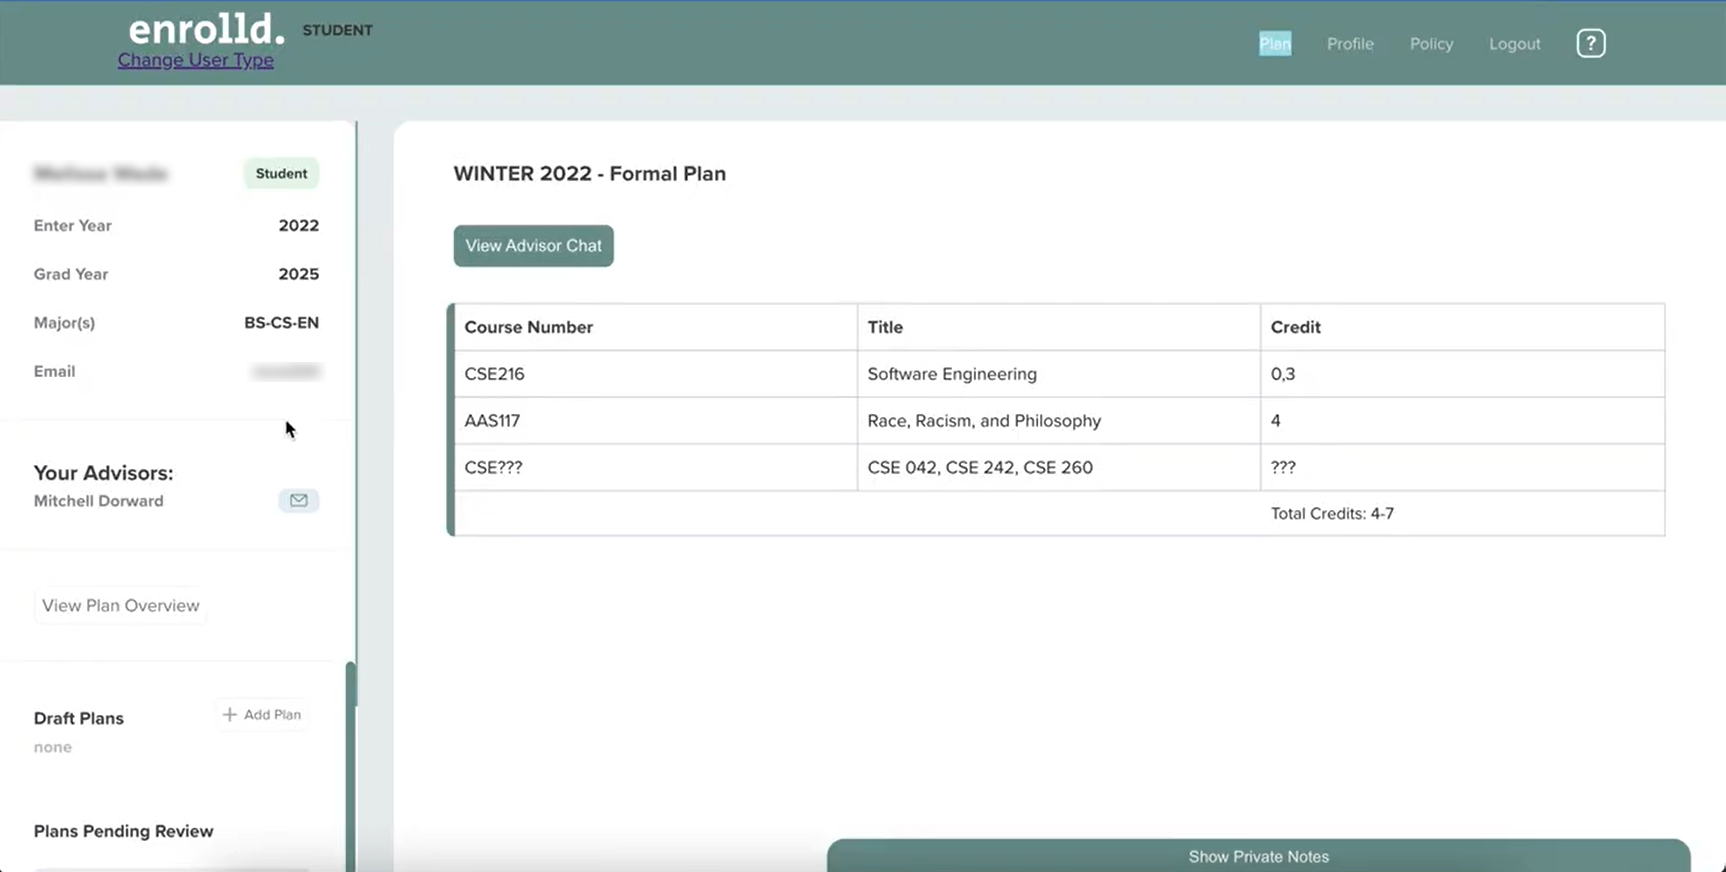 enrolld. STUDENT
Change User Type
Plan Profile Policy Logout ?
Student
Enter Year 2022
Grad Year 2025
Major(s) BS-CS-EN
Email
Your Advisors:
Mitchell Dorward
View Plan Overview
Draft Plans + Add Plan
none
Plans Pending Review
WINTER 2022 - Formal Plan
View Advisor Chat
Course Number Title Credit
CSE216 Software Engineering 0,3
AAS117 Race, Racism, and Philosophy 4
CSE??? CSE 042, CSE 242, CSE 260 ???
Total Credits: 4-7
Show Private Notes